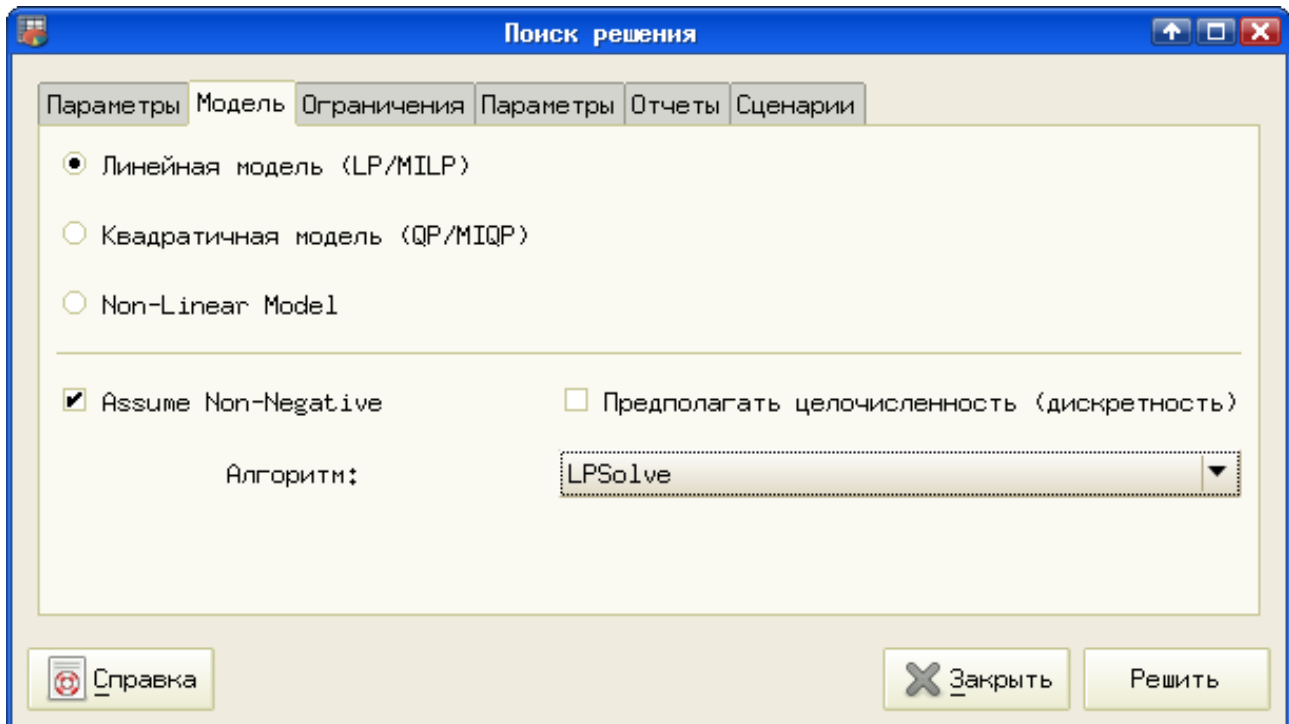 Поиск решения
Параметры Модель Ограничения Параметры Отчеты Сценарии
Линейная модель (LP/MILP)
Квадратичная модель (QP/MIQP)
Non-Linear Model
Assume Non-Negative Предполагать целочисленность (дискретность)
Алгоритм: LPSolve
Справка Закрыть Решить